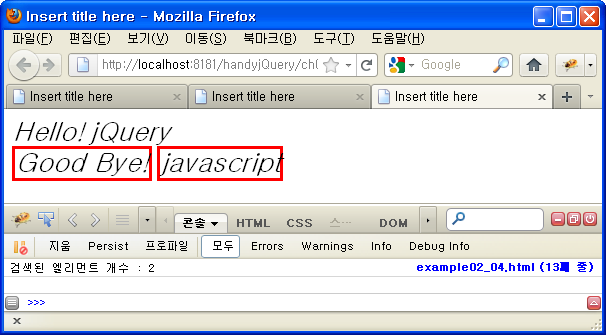 Insert title here - Mozilla Firefox
파일(F) 편집(E) 보기(V) 이동(S) 북마크(B) 도구(T) 도움말(H)
http://localhost:8181/handyjQuery/ch0 Google
Insert title here Insert title here Insert title here
Hello! jQuery
Good Bye! javascript
콘솔 HTML CSS 스… DOM
지움 Persist 프로파일 모두 Errors Warnings Info Debug Info
검색된 엘리먼트 개수 : 2 example02_04.html (13째 줄)
>>>